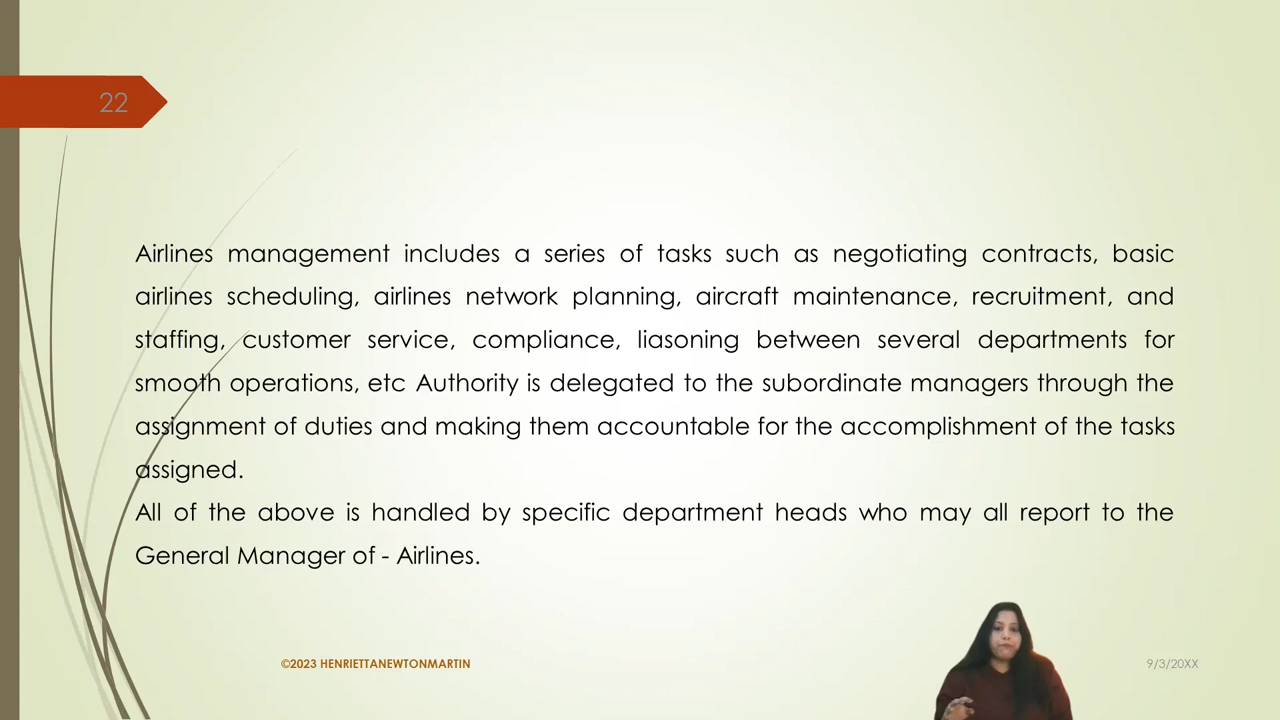 22
Airlines management includes a series of tasks such as negotiating contracts, basic
airlines scheduling, airlines network planning, aircraft maintenance, recruitment, and
staffing, customer service, compliance, liasoning between several departments for
smooth operations, etc Authority is delegated to the subordinate managers through the
assignment of duties and making them accountable for the accomplishment of the tasks
assigned.
All of the above is handled by specific department heads who may all report to the
General Manager of - Airlines.
©2023 HENRIETTANEWTONMARTIN
9/3/20XX